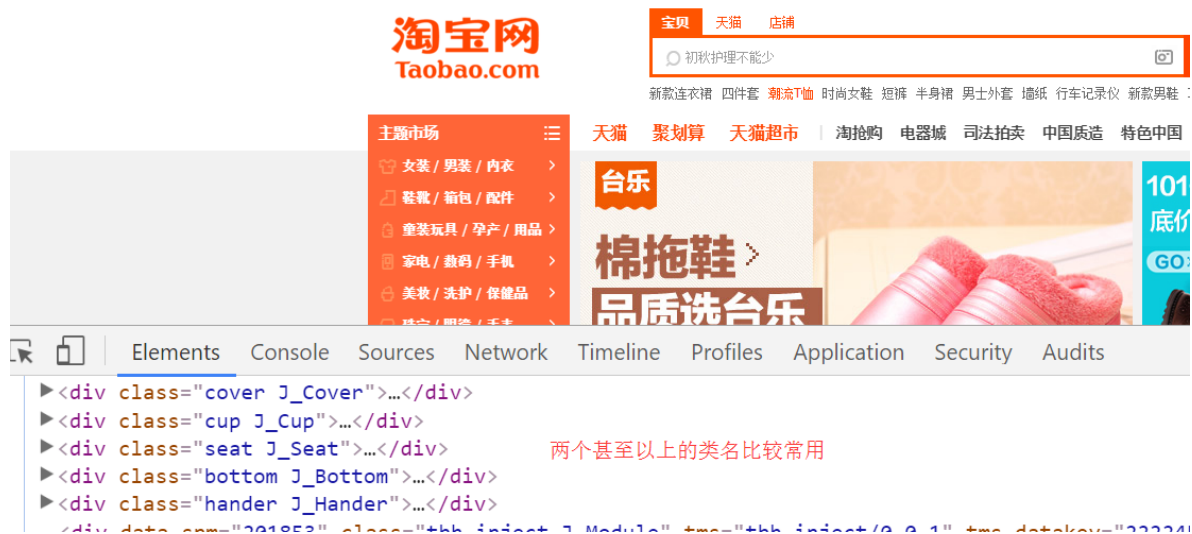 淘宝网
Taobao.com
宝贝 天猫 店铺
初秋护理不能少
新款连衣裙 四件套 潮流T恤 时尚女鞋 短裤 半身裙 男士外套 墙纸 行车记录仪 新款男鞋
主题市场
天猫 聚划算 天猫超市 淘抢购 电器城 司法拍卖 中国质造 特色中国
女装 / 男装 / 内衣
鞋靴 / 箱包 / 配件
童装玩具 / 孕产 / 用品
家电 / 数码 / 手机
美妆 / 洗护 / 保健品
台乐
棉拖鞋
品质选台乐
101
底价
GO
Elements Console Sources Network Timeline Profiles Application Security Audits
<div class="cover J_Cover">…</div>
<div class="cup J_Cup">…</div>
<div class="seat J_Seat">…</div>
两个甚至以上的类名比较常用
<div class="bottom J_Bottom">…</div>
<div class="hander J_Hander">…</div>